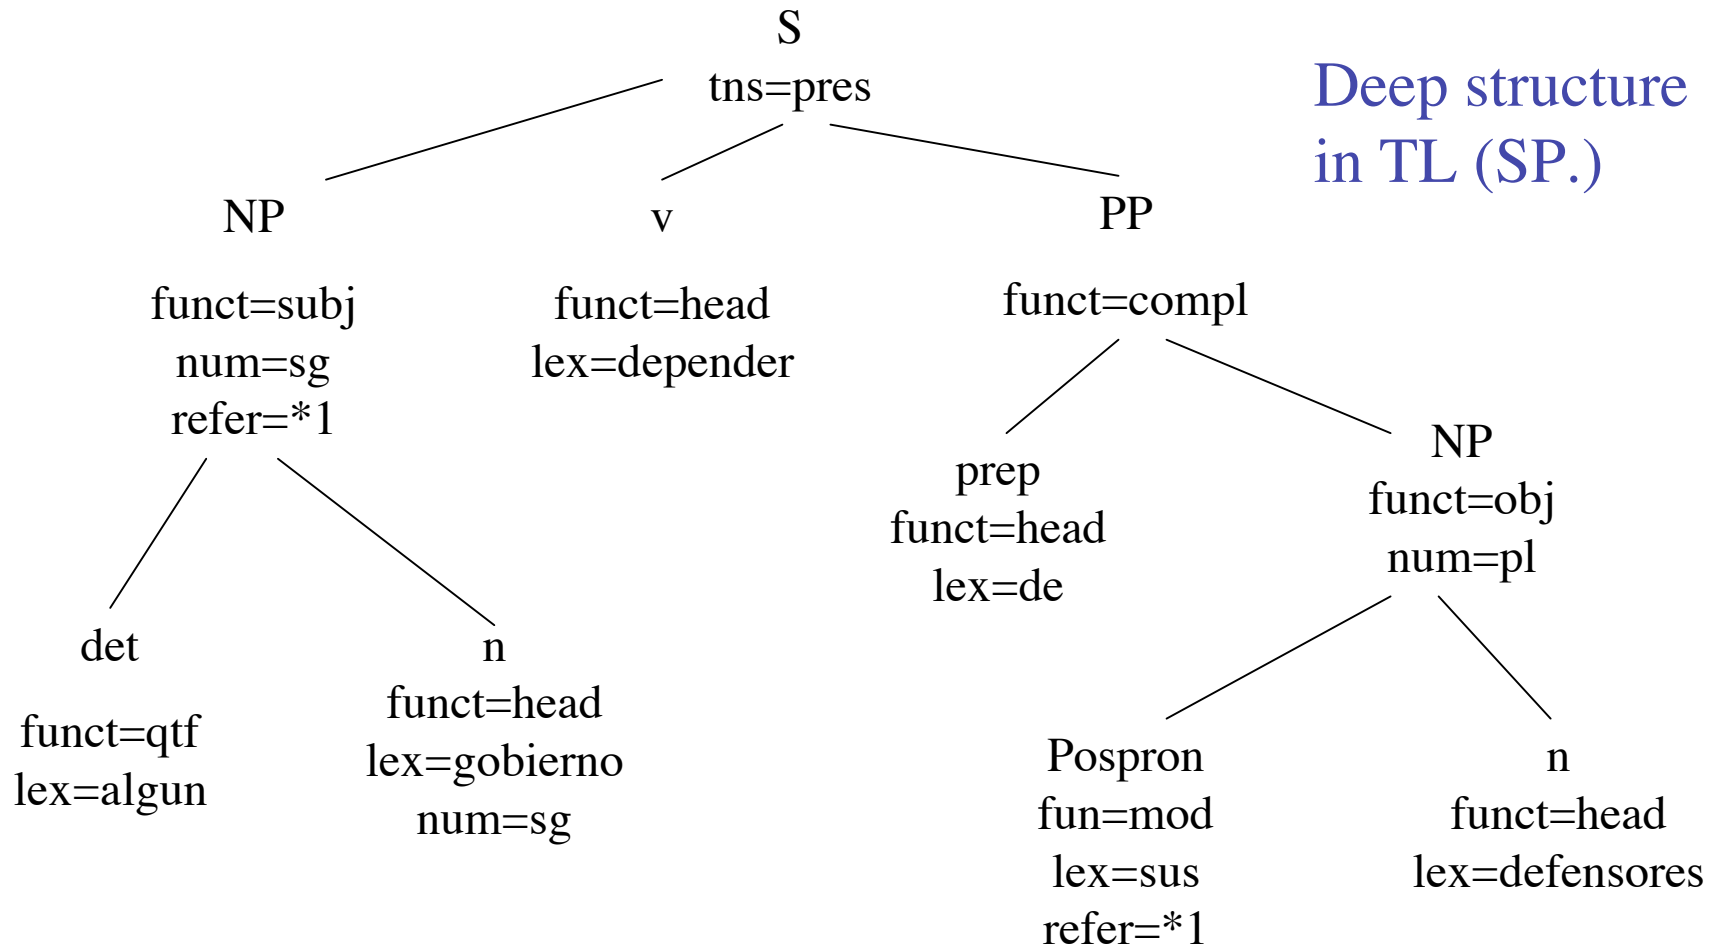 S
tns=pres
Deep structure
in TL (SP.)
NP
funct=subj
num=sg
refer=*1
v
funct=head
lex=depender
PP
funct=compl
prep
funct=head
lex=de
NP
funct=obj
num=pl
det
funct=qtf
lex=algun
n
funct=head
lex=gobierno
num=sg
Pospron
fun=mod
lex=sus
refer=*1
n
funct=head
lex=defensores